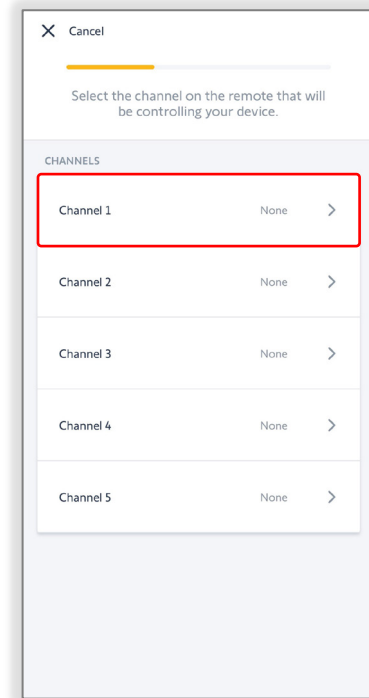 Cancel
Select the channel on the remote that will
be controlling your device.
CHANNELS
Channel 1 None
Channel 2 None
Channel 3 None
Channel 4 None
Channel 5 None